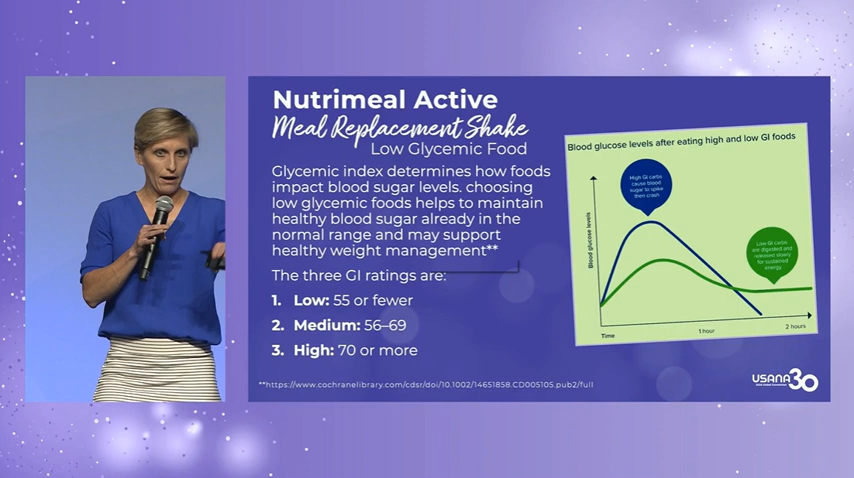 Nutrimeal Active
Meal Replacement Shake
Low Glycemic Food
Glycemic index determines how foods
impact blood sugar levels. choosing
low glycemic foods helps to maintain
healthy blood sugar already in the
normal range and may support
healthy weight management**
The three GI ratings are:
1. Low: 55 or fewer
2. Medium: 56–69
3. High: 70 or more
**https://www.cochranelibrary.com/cdsr/doi/10.1002/14651858.CD005105.pub2/full
Blood glucose levels after eating high and low GI foods
High GI carbs
cause blood
sugar to spike
then crash
Low GI carbs
are digested and
released slowly
for sustained
energy
Blood glucose levels
Time
1 hour
2 hours
USANA 30